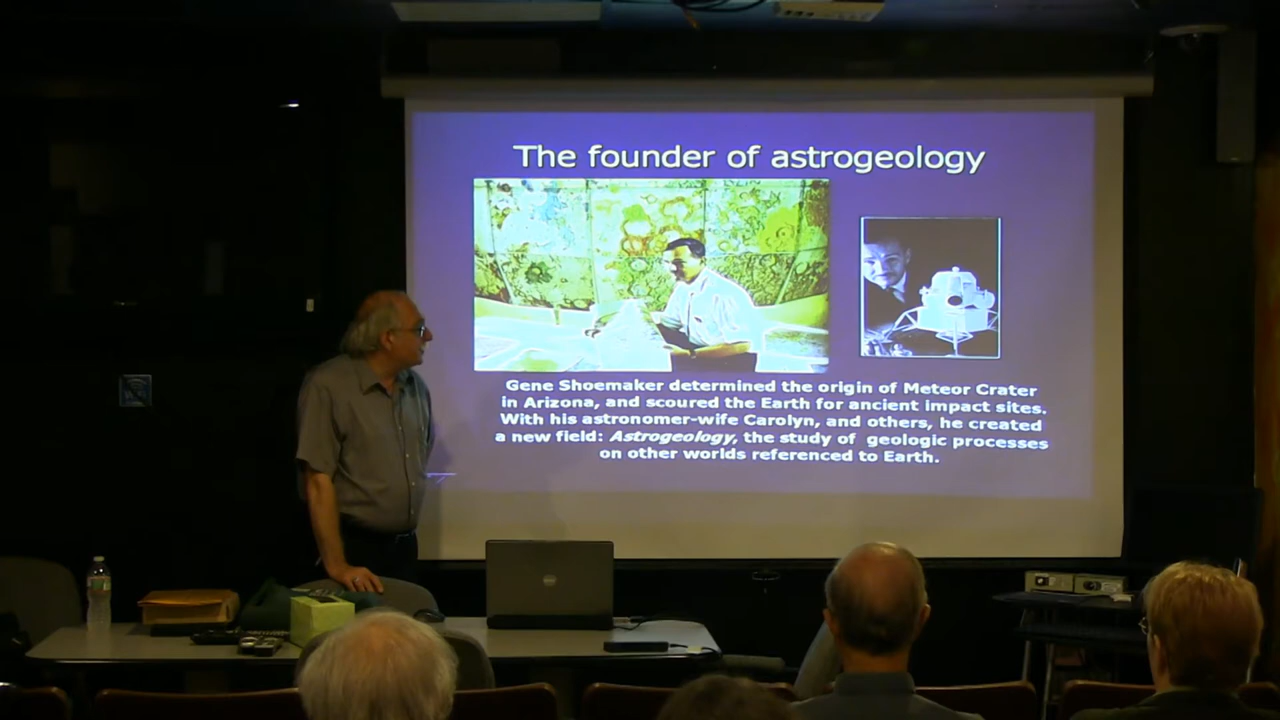 The founder of astrogeology
Gene Shoemaker determined the origin of Meteor Crater
in Arizona, and scoured the Earth for ancient impact sites.
With his astronomer-wife Carolyn, and others, he created
a new field: Astrogeology, the study of geologic processes
on other worlds referenced to Earth.